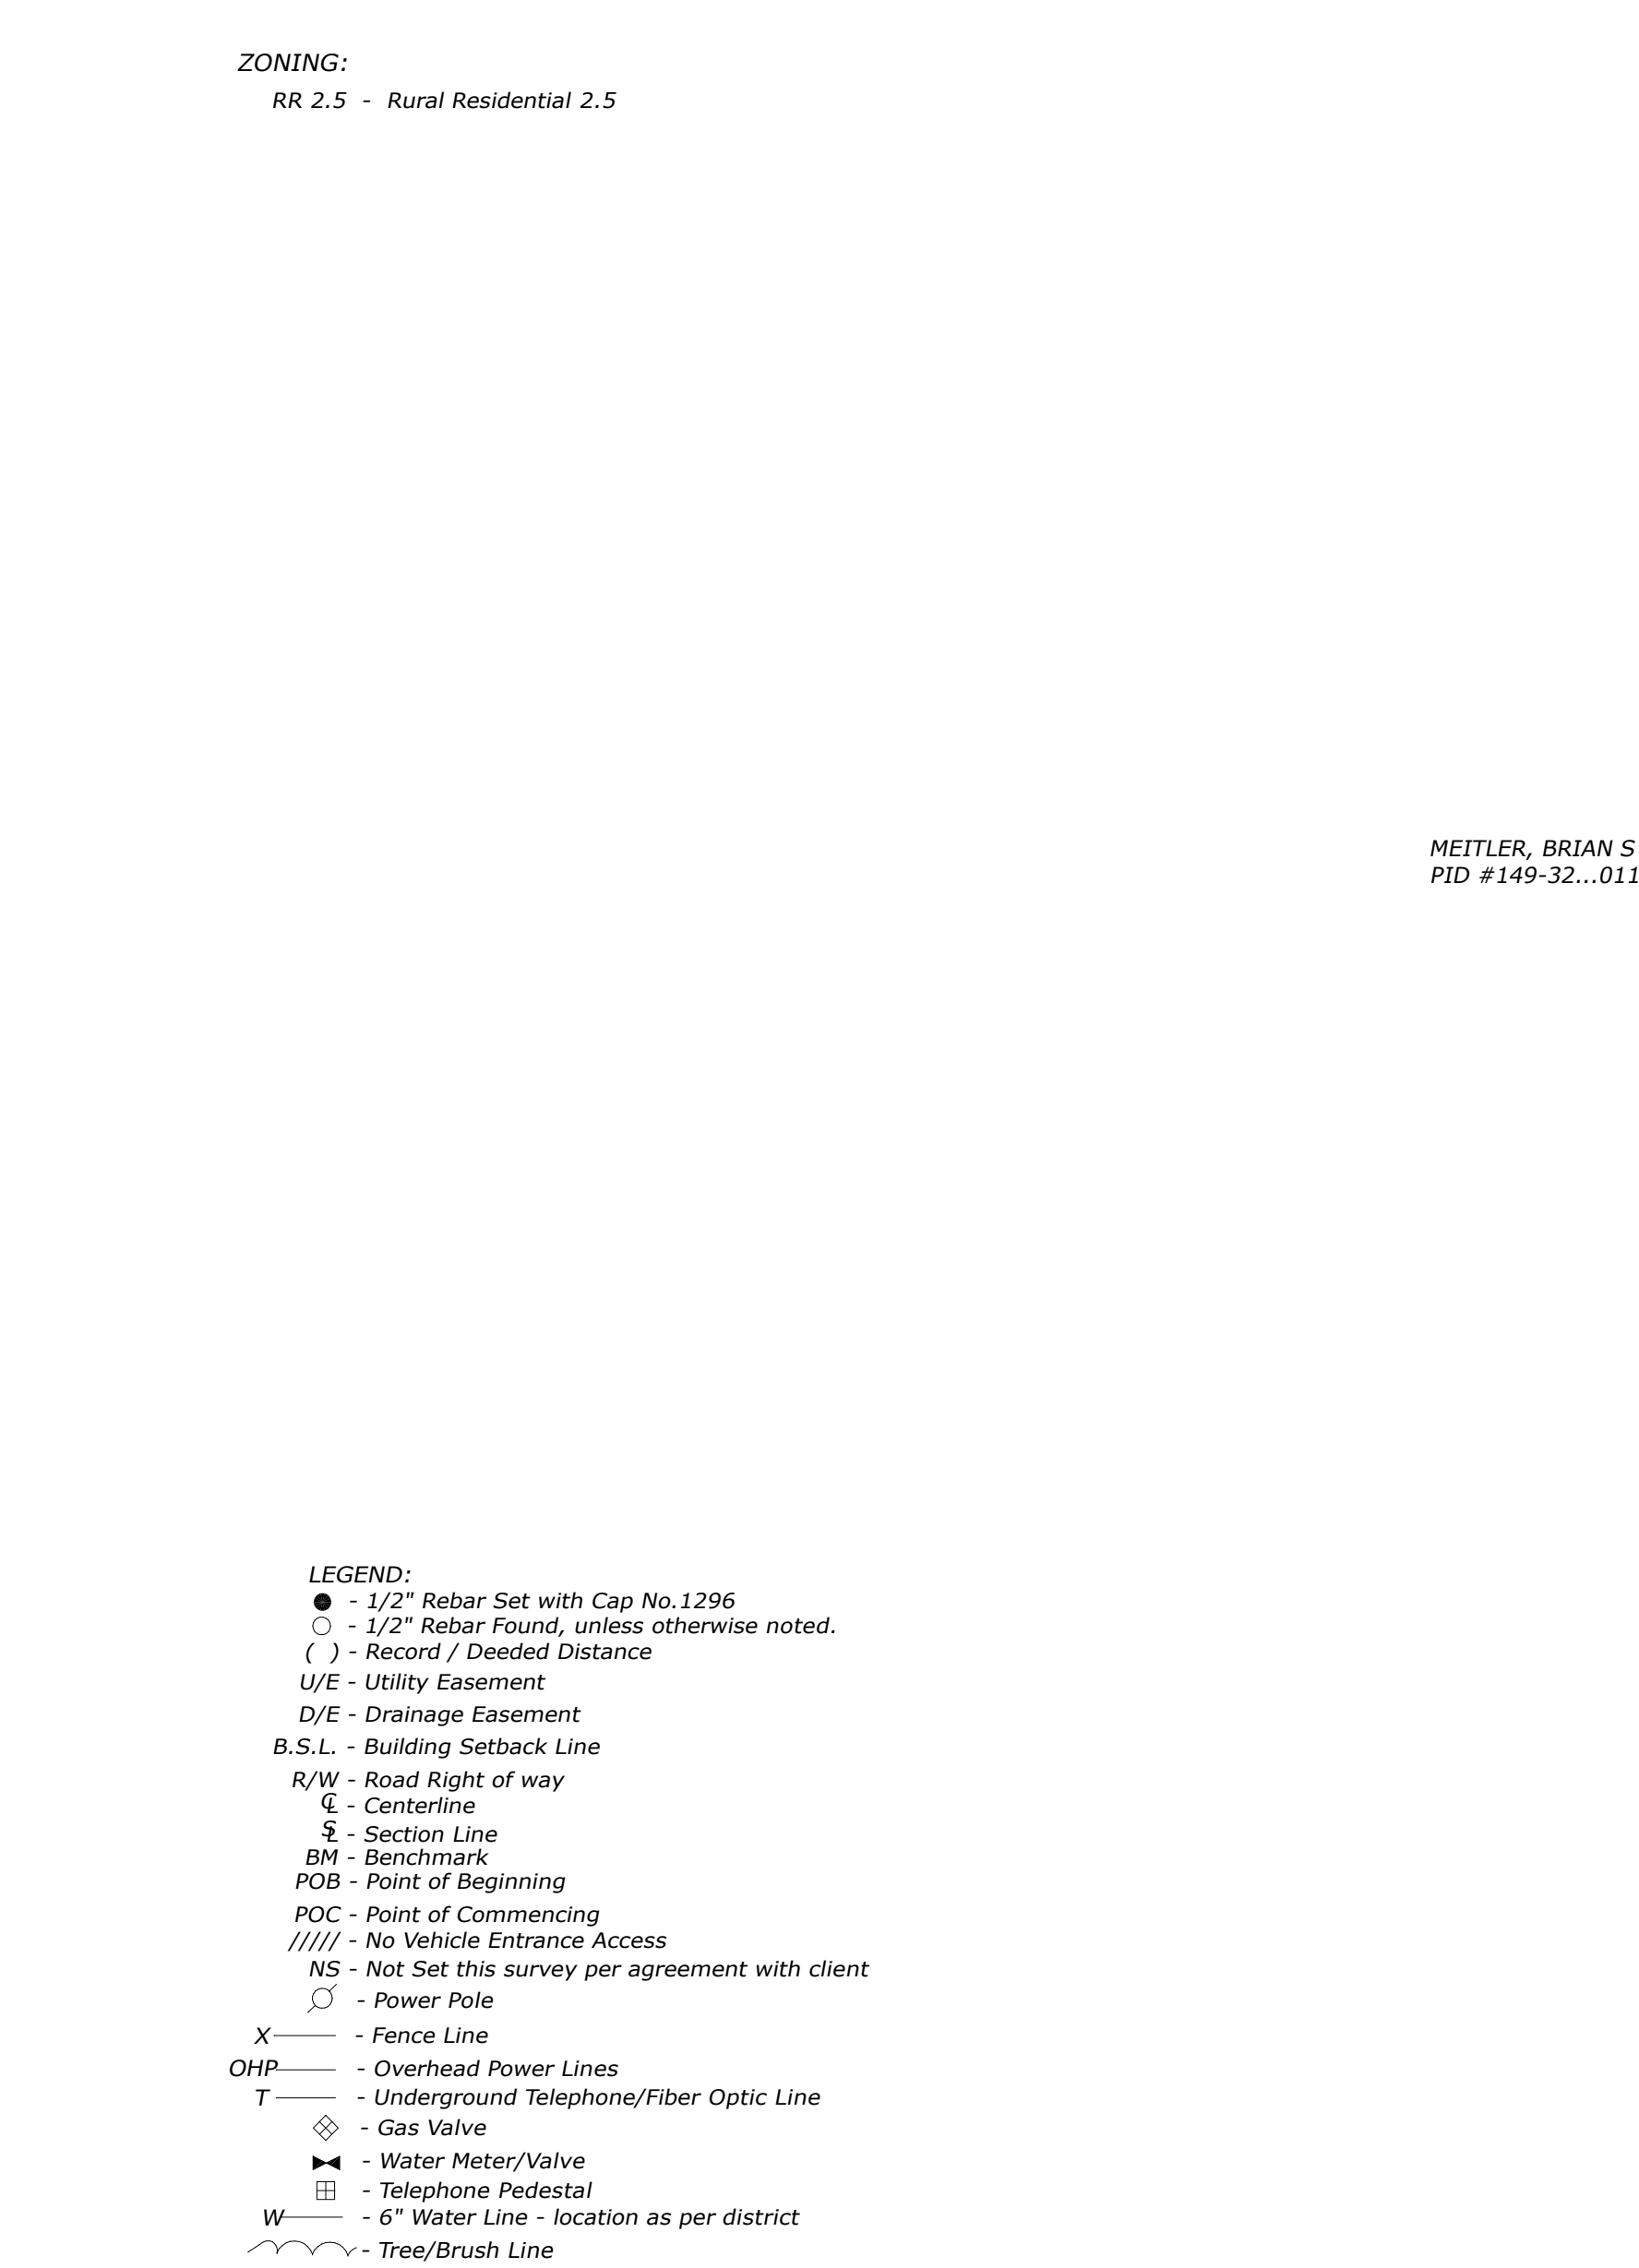 ZONING:
RR 2.5 - Rural Residential 2.5
MEITLER, BRIAN S
PID #149-32...011
LEGEND:
- 1/2" Rebar Set with Cap No.1296
- 1/2" Rebar Found, unless otherwise noted.
( ) - Record / Deeded Distance
U/E - Utility Easement
D/E - Drainage Easement
B.S.L. - Building Setback Line
R/W - Road Right of way
CL - Centerline
SL - Section Line
BM - Benchmark
POB - Point of Beginning
POC - Point of Commencing
///// - No Vehicle Entrance Access
NS - Not Set this survey per agreement with client
- Power Pole
X - Fence Line
OHP - Overhead Power Lines
T - Underground Telephone/Fiber Optic Line
- Gas Valve
- Water Meter/Valve
- Telephone Pedestal
W - 6" Water Line - location as per district
- Tree/Brush Line